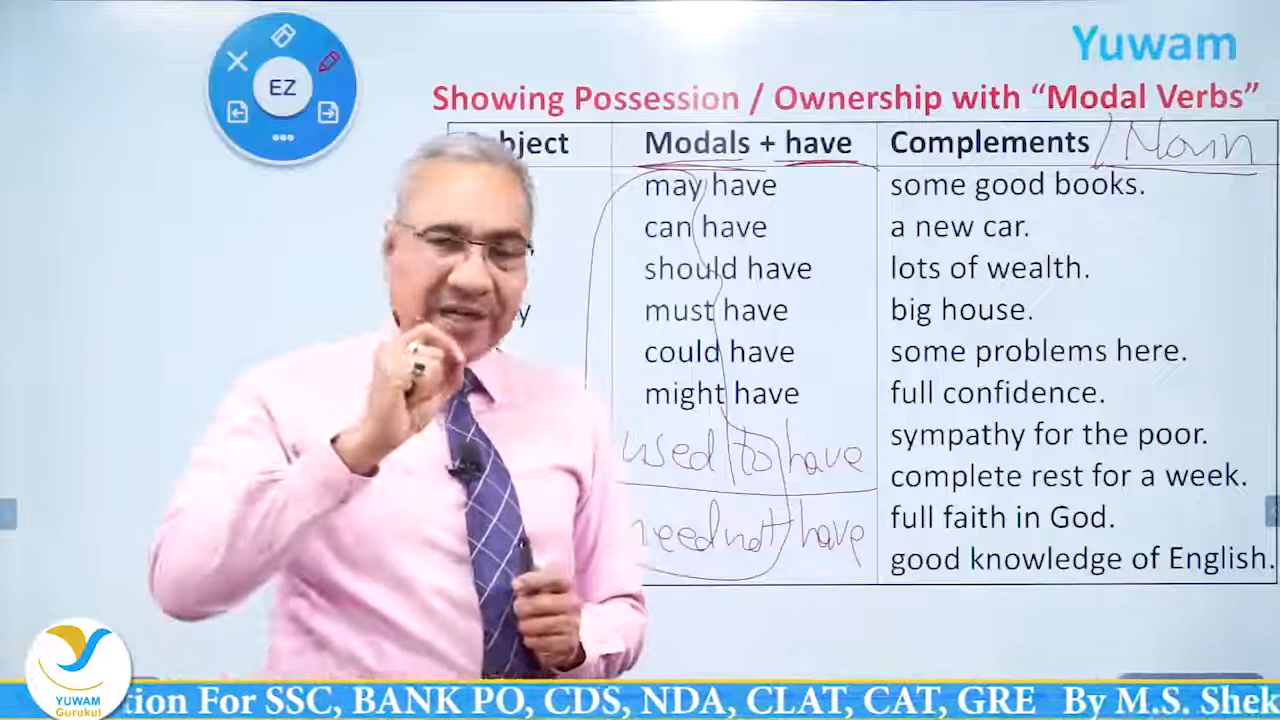 Yuwam
EZ
Showing Possession / Ownership with “Modal Verbs”
Modals + have Complements / Noun
may have some good books.
can have a new car.
should have lots of wealth.
must have big house.
could have some problems here.
might have full confidence.
used to have sympathy for the poor.
complete rest for a week.
need not have full faith in God.
good knowledge of English.
YUWAM
Gurukul
tion For SSC, BANK PO, CDS, NDA, CLAT, CAT, GRE By M.S. Shek